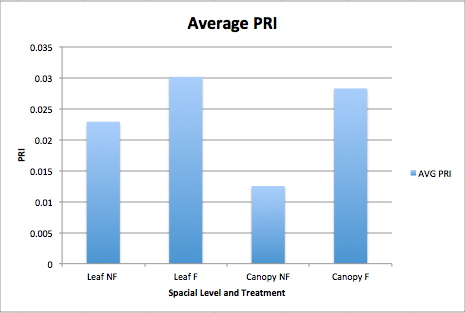 Average PRI
0.035
0.03
0.025
0.02
0.015
0.01
0.005
0
PRI
Leaf NF
Leaf F
Canopy NF
Canopy F
Spacial Level and Treatment
AVG PRI